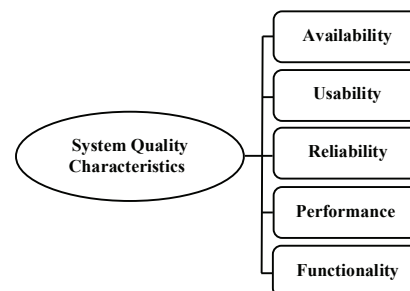 Availability
Usability
System Quality
Characteristics
Reliability
Performance
Functionality